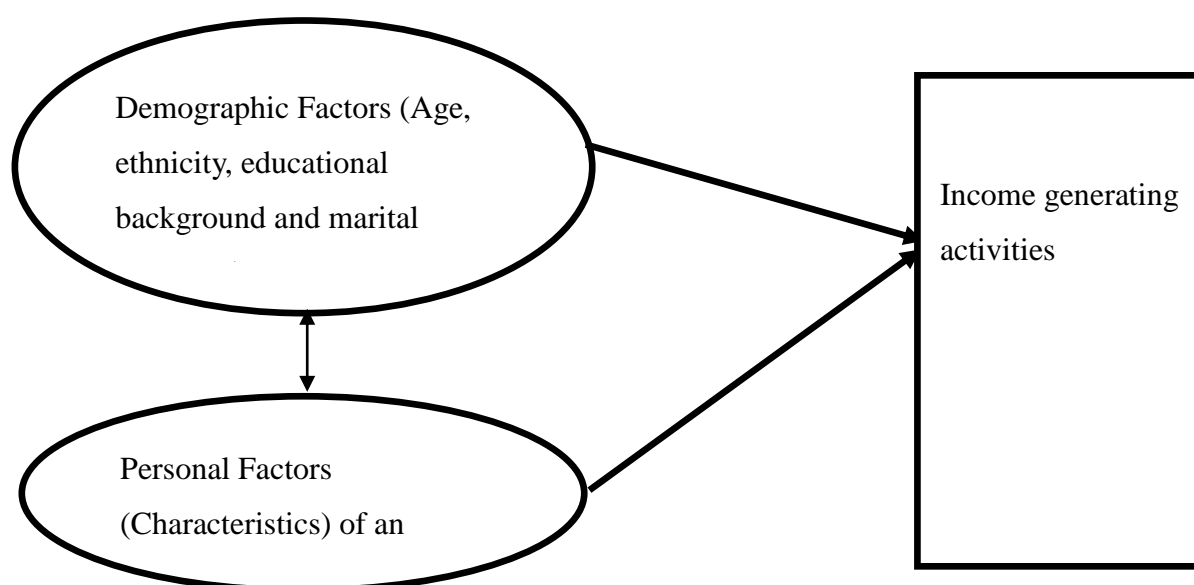 Demographic Factors (Age,
ethnicity, educational
background and marital
Income generating
activities
Personal Factors
(Characteristics) of an